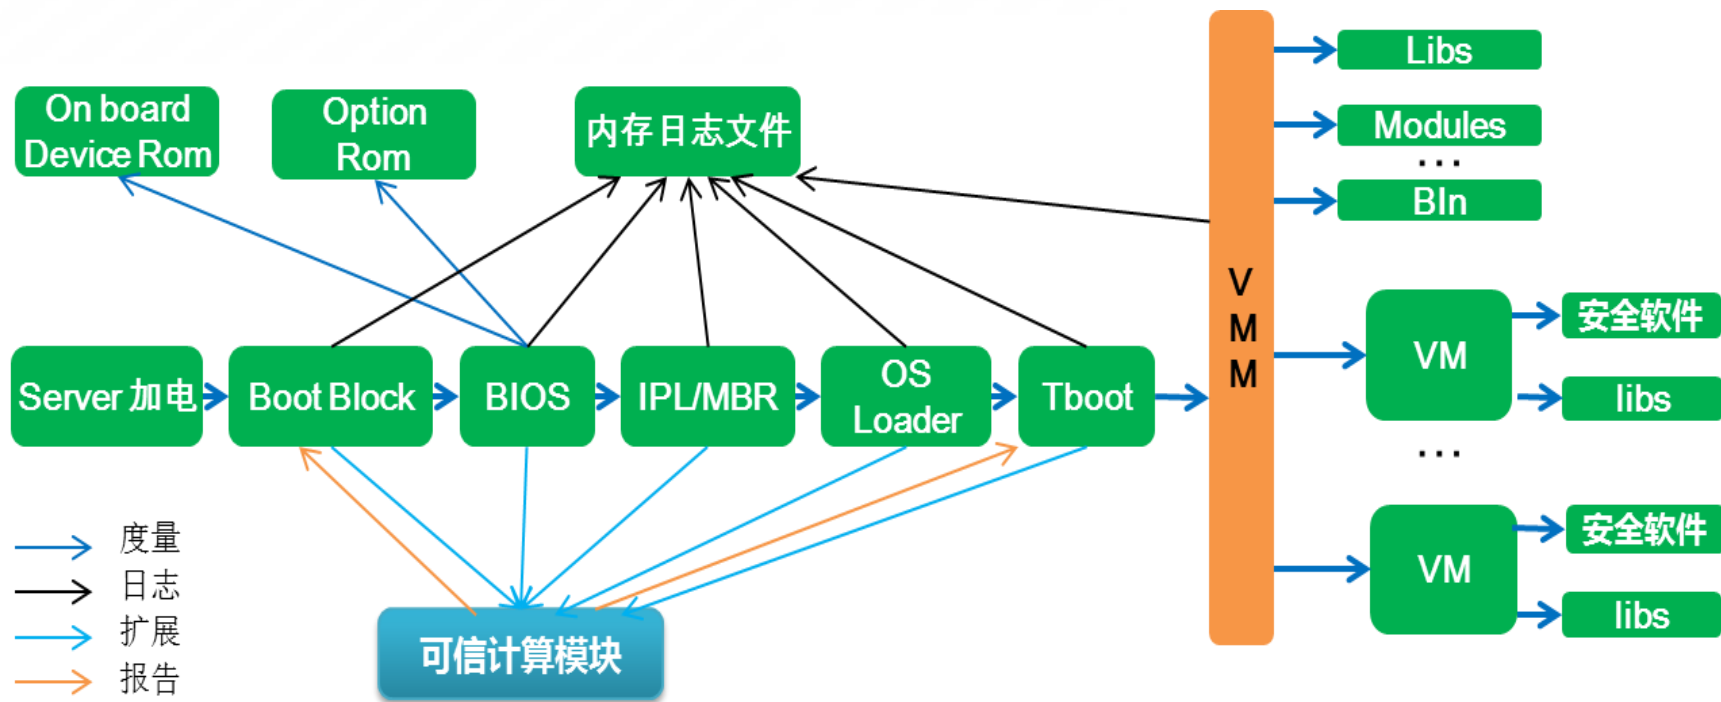 On board
Device Rom
Option
Rom
内存日志文件
Libs
Modules
...
BIn
V
M
M
Server 加电
Boot Block
BIOS
IPL/MBR
OS
Loader
Tboot
VM
安全软件
libs
...
VM
安全软件
libs
度量
日志
扩展
报告
可信计算模块